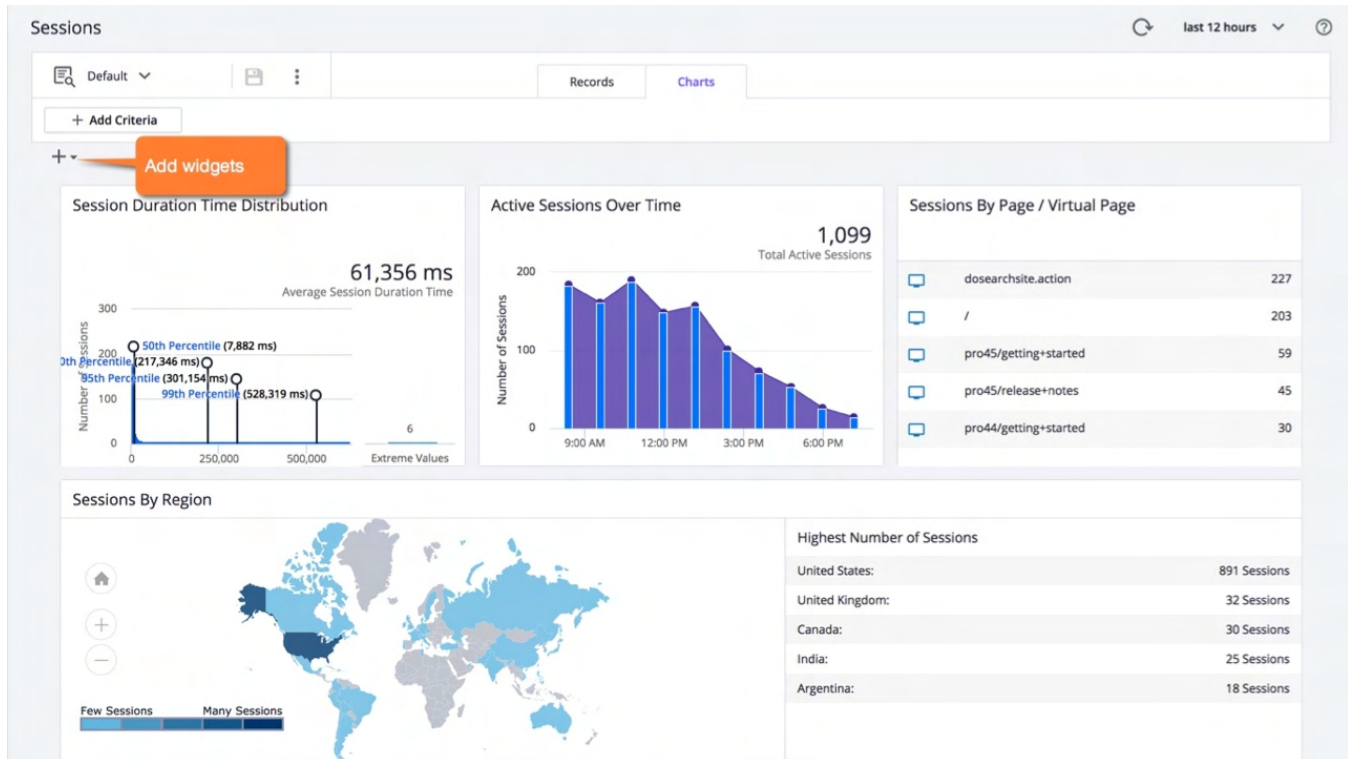 Sessions
last 12 hours
Default
Records
Charts
+ Add Criteria
Add widgets
Session Duration Time Distribution
61,356 ms
Average Session Duration Time
Number of Sessions
300
200
100
0
50th Percentile (7,882 ms)
0th Percentile (217,346 ms)
95th Percentile (301,154 ms)
99th Percentile (528,319 ms)
6
0
250,000
500,000
Extreme Values
Active Sessions Over Time
1,099
Total Active Sessions
Number of Sessions
200
100
0
9:00 AM
12:00 PM
3:00 PM
6:00 PM
Sessions By Page / Virtual Page
dosearchsite.action 227
/ 203
pro45/getting+started 59
pro45/release+notes 45
pro44/getting+started 30
Sessions By Region
Few Sessions
Many Sessions
Highest Number of Sessions
United States: 891 Sessions
United Kingdom: 32 Sessions
Canada: 30 Sessions
India: 25 Sessions
Argentina: 18 Sessions